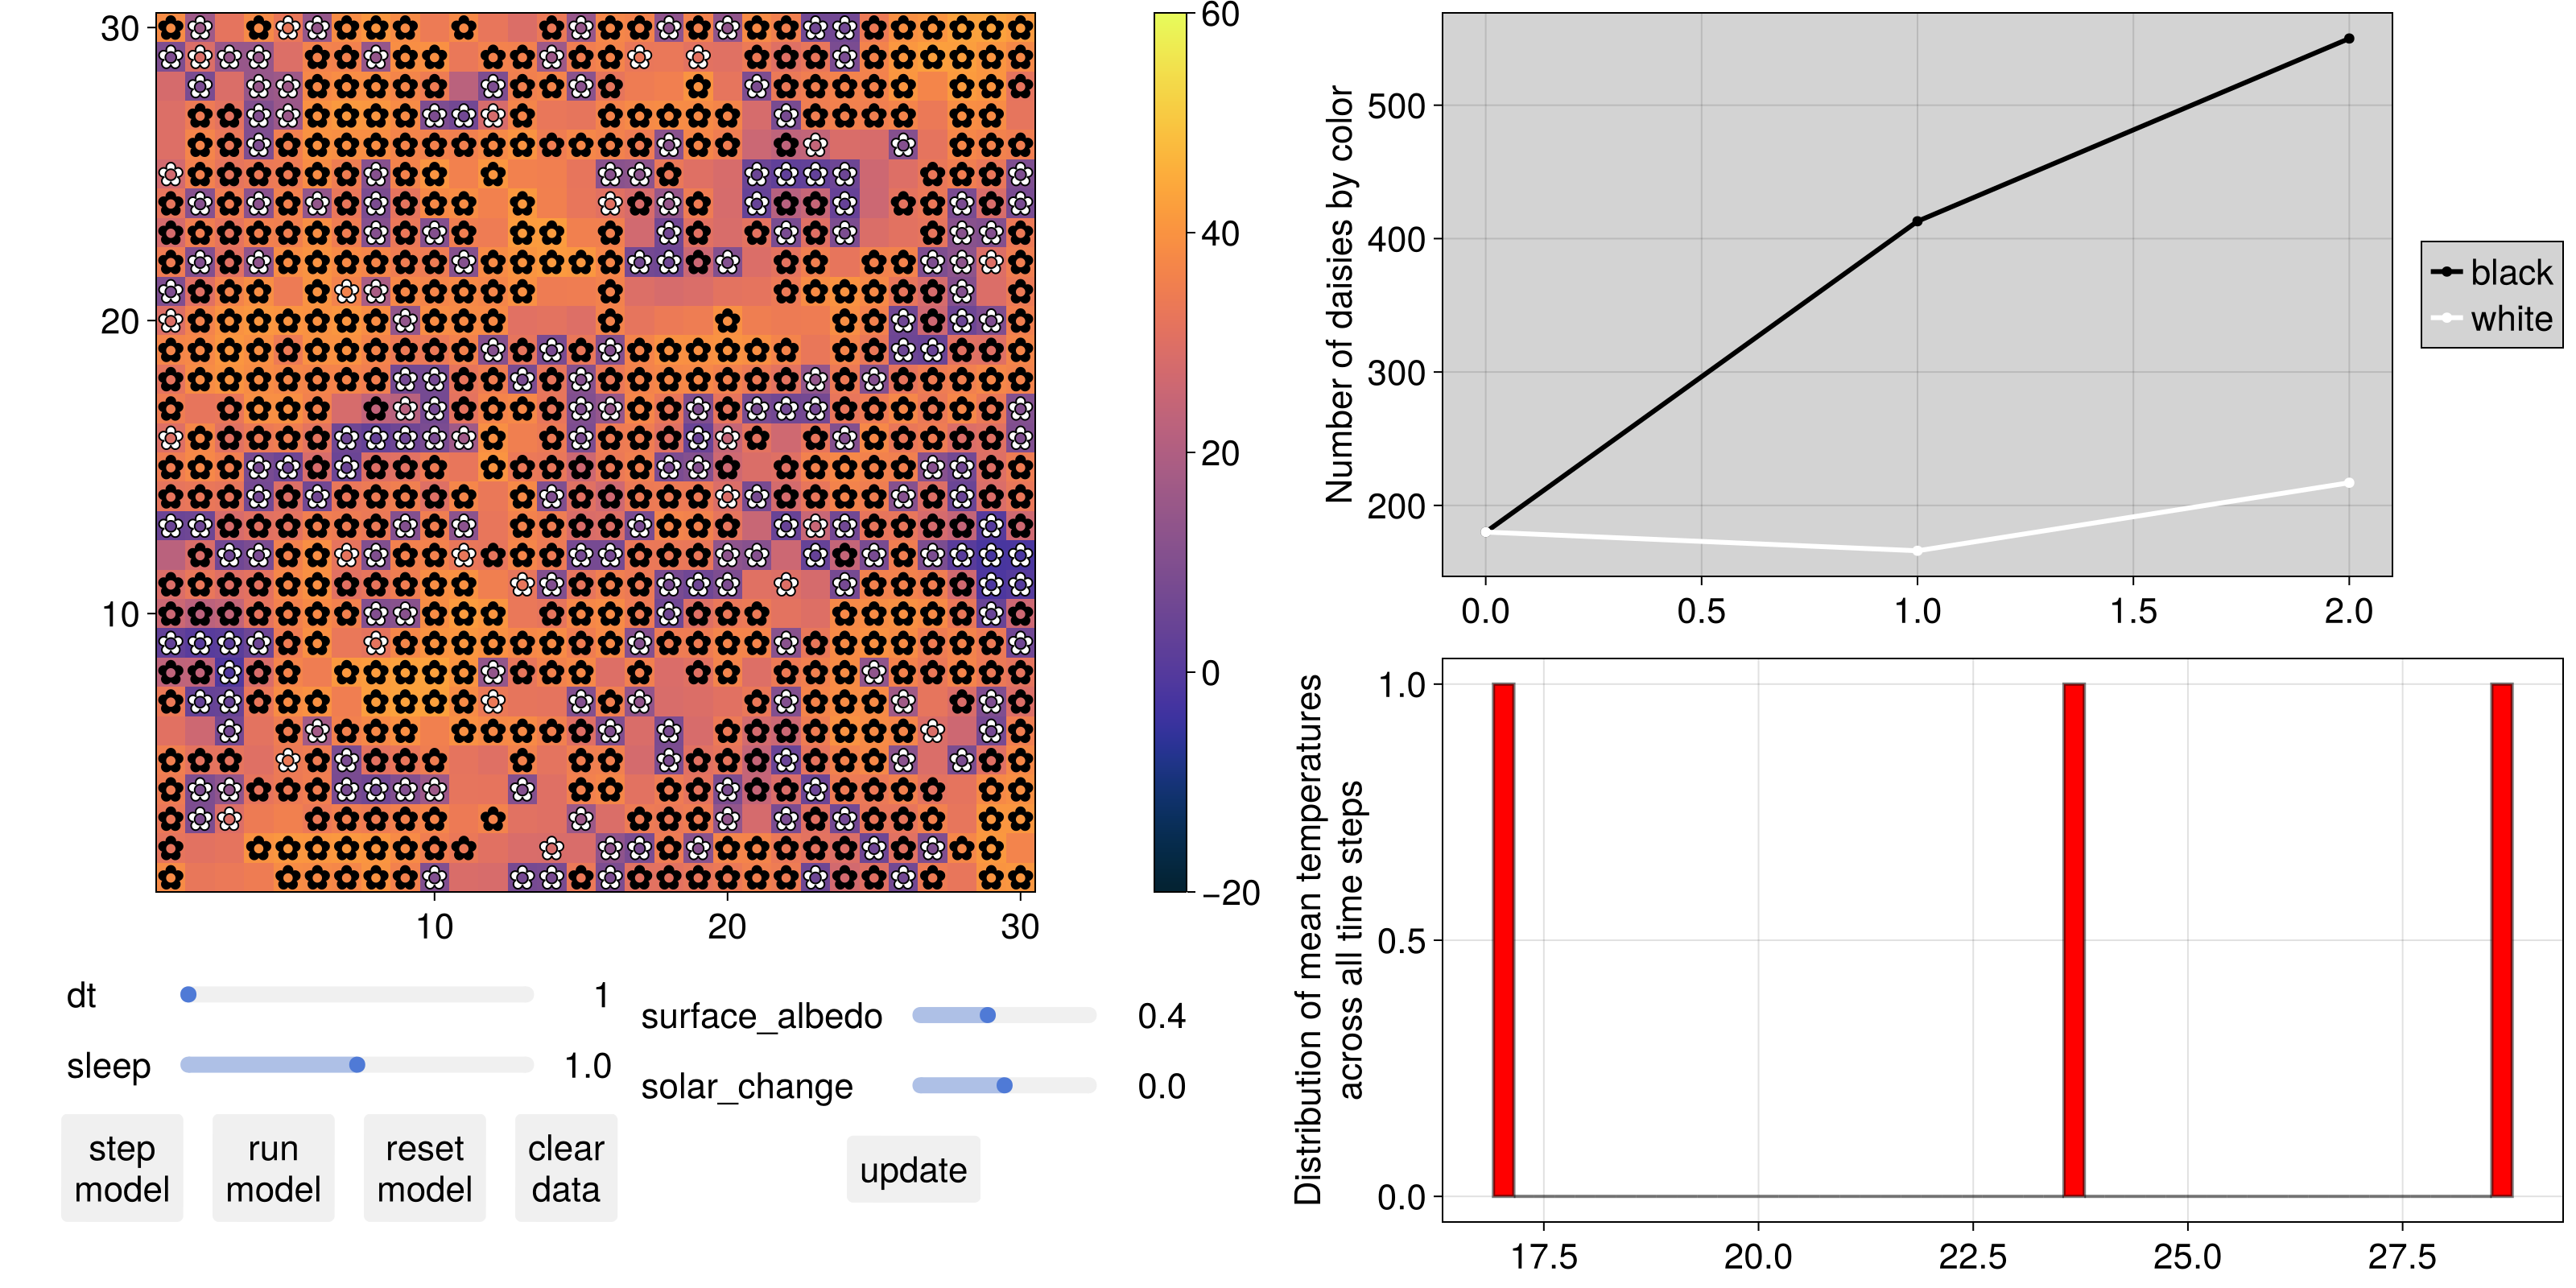 30
20
10
10
20
30
60
40
20
0
−20
Number of daisies by color
500
400
300
200
0.0
0.5
1.0
1.5
2.0
black
white
Distribution of mean temperatures
across all time steps
1.0
0.5
0.0
17.5
20.0
22.5
25.0
27.5
dt
1
sleep
1.0
surface_albedo
0.4
solar_change
0.0
step
model
run
model
reset
model
clear
data
update